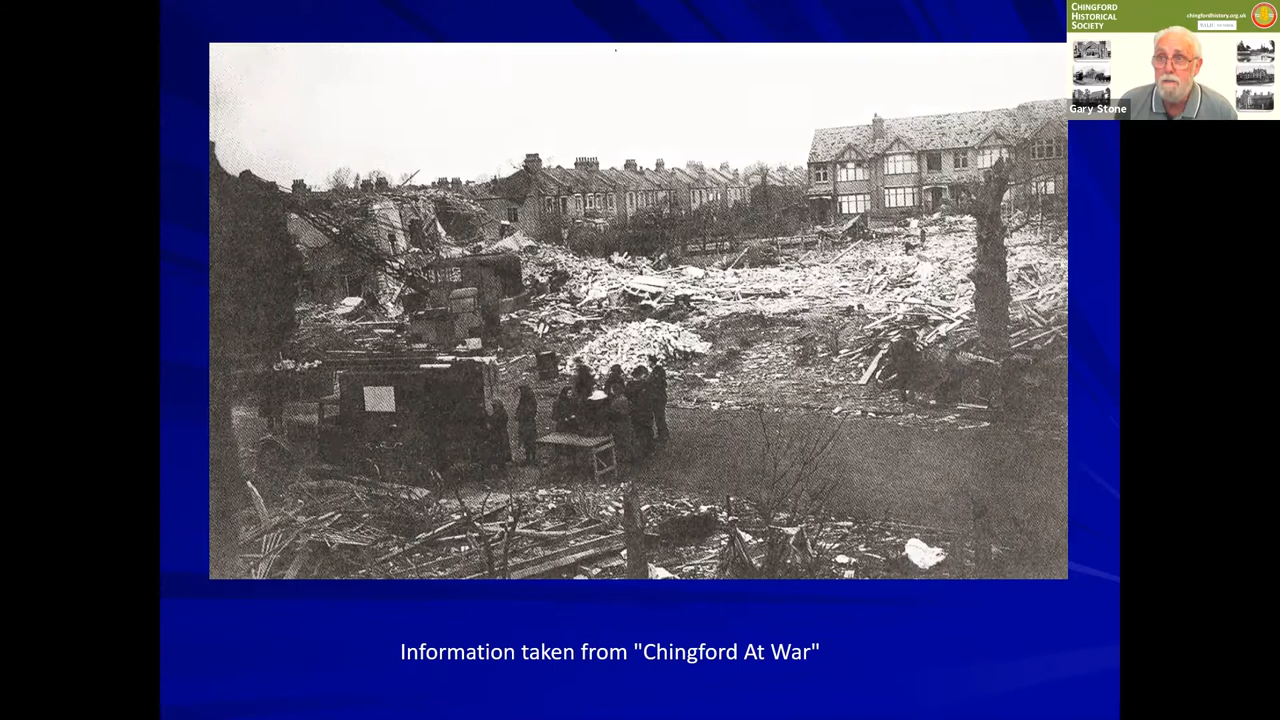 CHINGFORD
HISTORICAL
SOCIETY
chingfordhistory.org.uk
Gary Stone
Information taken from "Chingford At War"